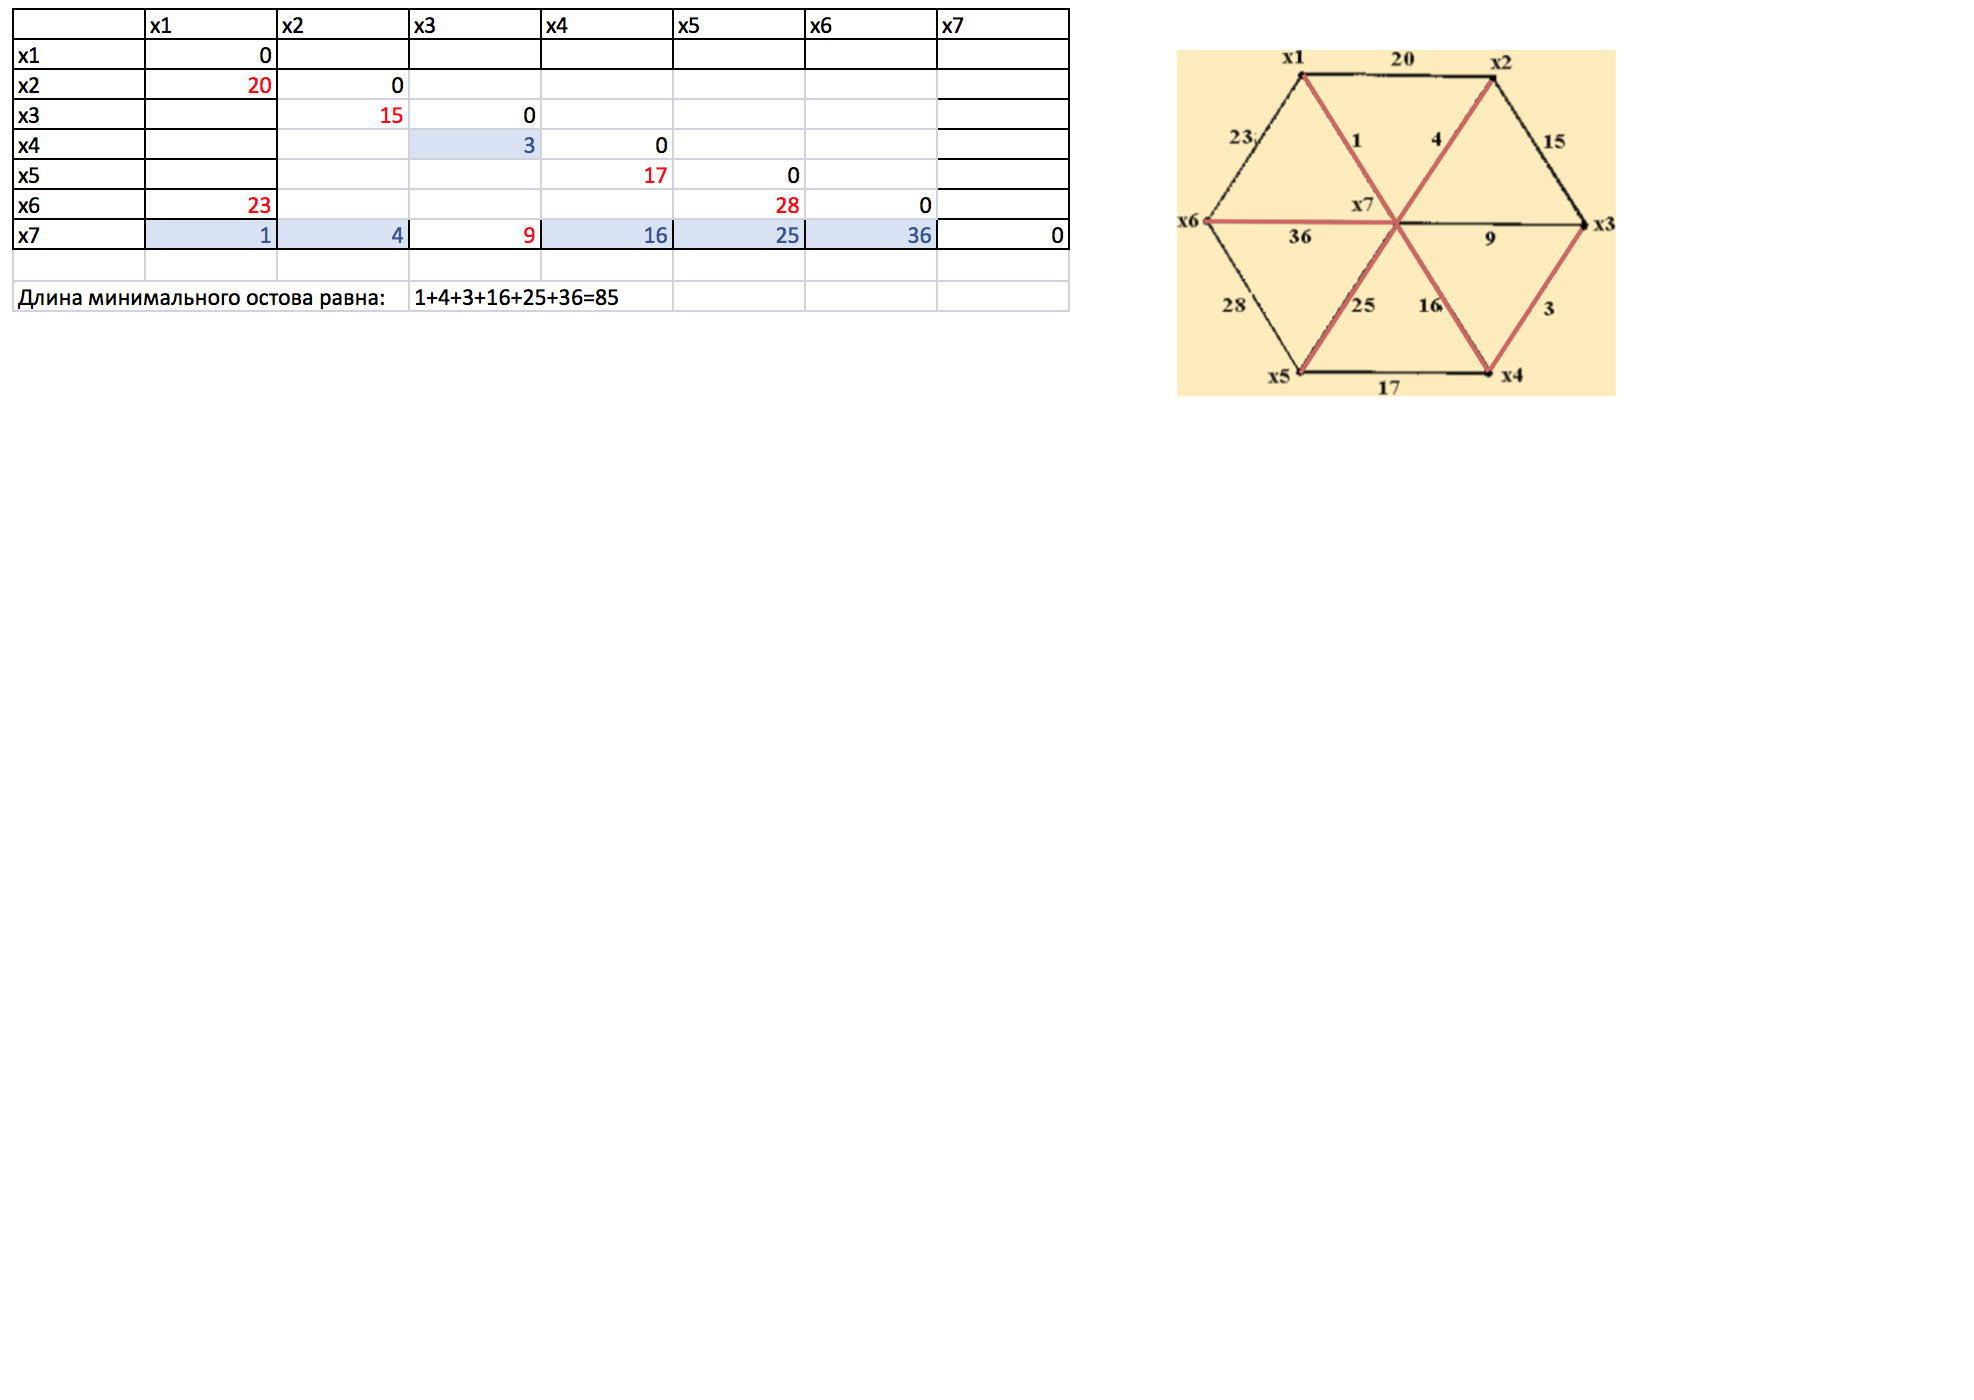 x1 x2 x3 x4 x5 x6 x7
x1 0
x2 20 0
x3 15 0
x4 3 0
x5 17 0
x6 23 28 0
x7 1 4 9 16 25 36 0
Длина минимального остова равна: 1+4+3+16+25+36=85
x1 20 x2
23 1 4 15
x6 x7 x3
36 9
28 25 16 3
x5 x4
17